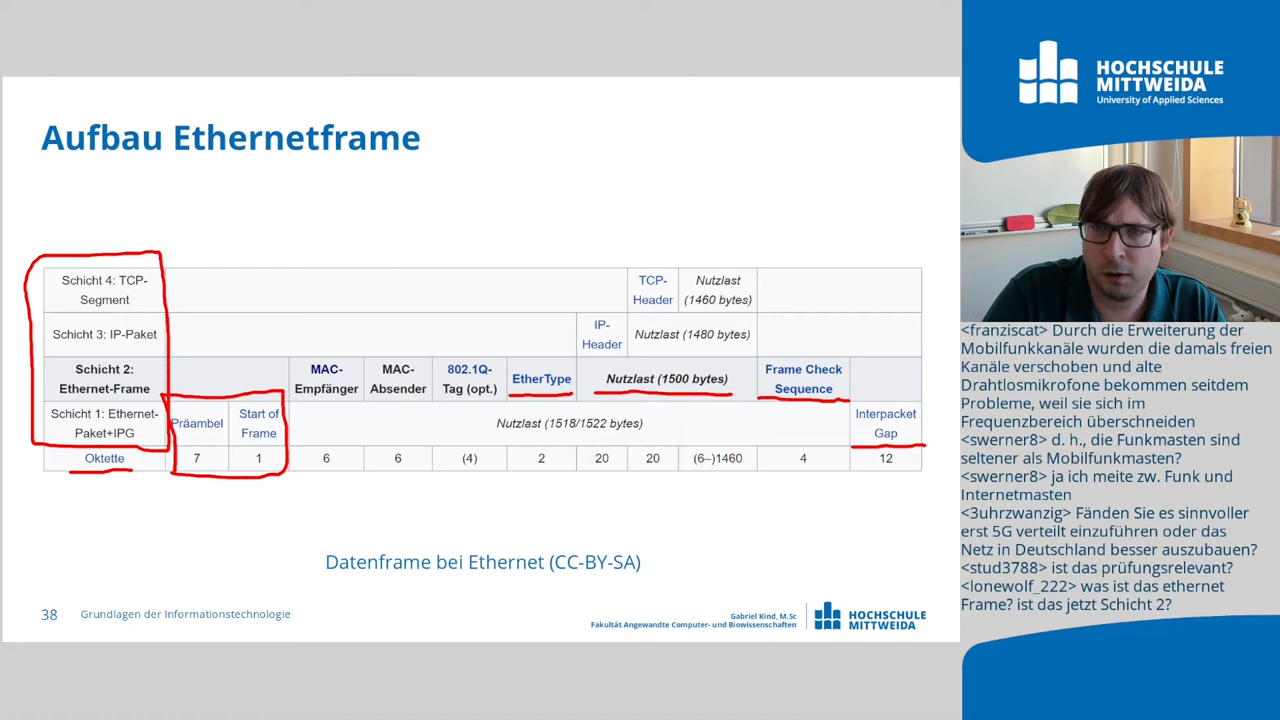 Aufbau Ethernetframe
Schicht 4: TCP-
Segment
TCP-
Header
Nutzlast
(1460 bytes)
Schicht 3: IP-Paket
IP-
Header
Nutzlast (1480 bytes)
Schicht 2:
Ethernet-Frame
MAC-
Empfänger
MAC-
Absender
802.1Q-
Tag (opt.)
EtherType
Nutzlast (1500 bytes)
Frame Check
Sequence
Schicht 1: Ethernet-
Paket+IPG
Präambel
Start of
Frame
Nutzlast (1518/1522 bytes)
Interpacket
Gap
Oktette 7 1 6 6 (4) 2 20 20 (6–)1460 4 12
Datenframe bei Ethernet (CC-BY-SA)
38 Grundlagen der Informationstechnologie
Gabriel Kind, M.Sc
Fakultät Angewandte Computer- und Biowissenschaften
HOCHSCHULE
MITTWEIDA
HOCHSCHULE
MITTWEIDA
University of Applied Sciences
<franziscat> Durch die Erweiterung der
Mobilfunkkanäle wurden die damals freien
Kanäle verschoben und alte
Drahtlosmikrofone bekommen seitdem
Probleme, weil sie sich im
Frequenzbereich überschneiden
<swerner8> d. h., die Funkmasten sind
seltener als Mobilfunkmasten?
<swerner8> ja ich meite zw. Funk und
Internetmasten
<3uhrzwanzig> Fänden Sie es sinnvoller
erst 5G verteilt einzuführen oder das
Netz in Deutschland besser auszubauen?
<stud3788> ist das prüfungsrelevant?
<lonewolf_222> was ist das ethernet
Frame? ist das jetzt Schicht 2?